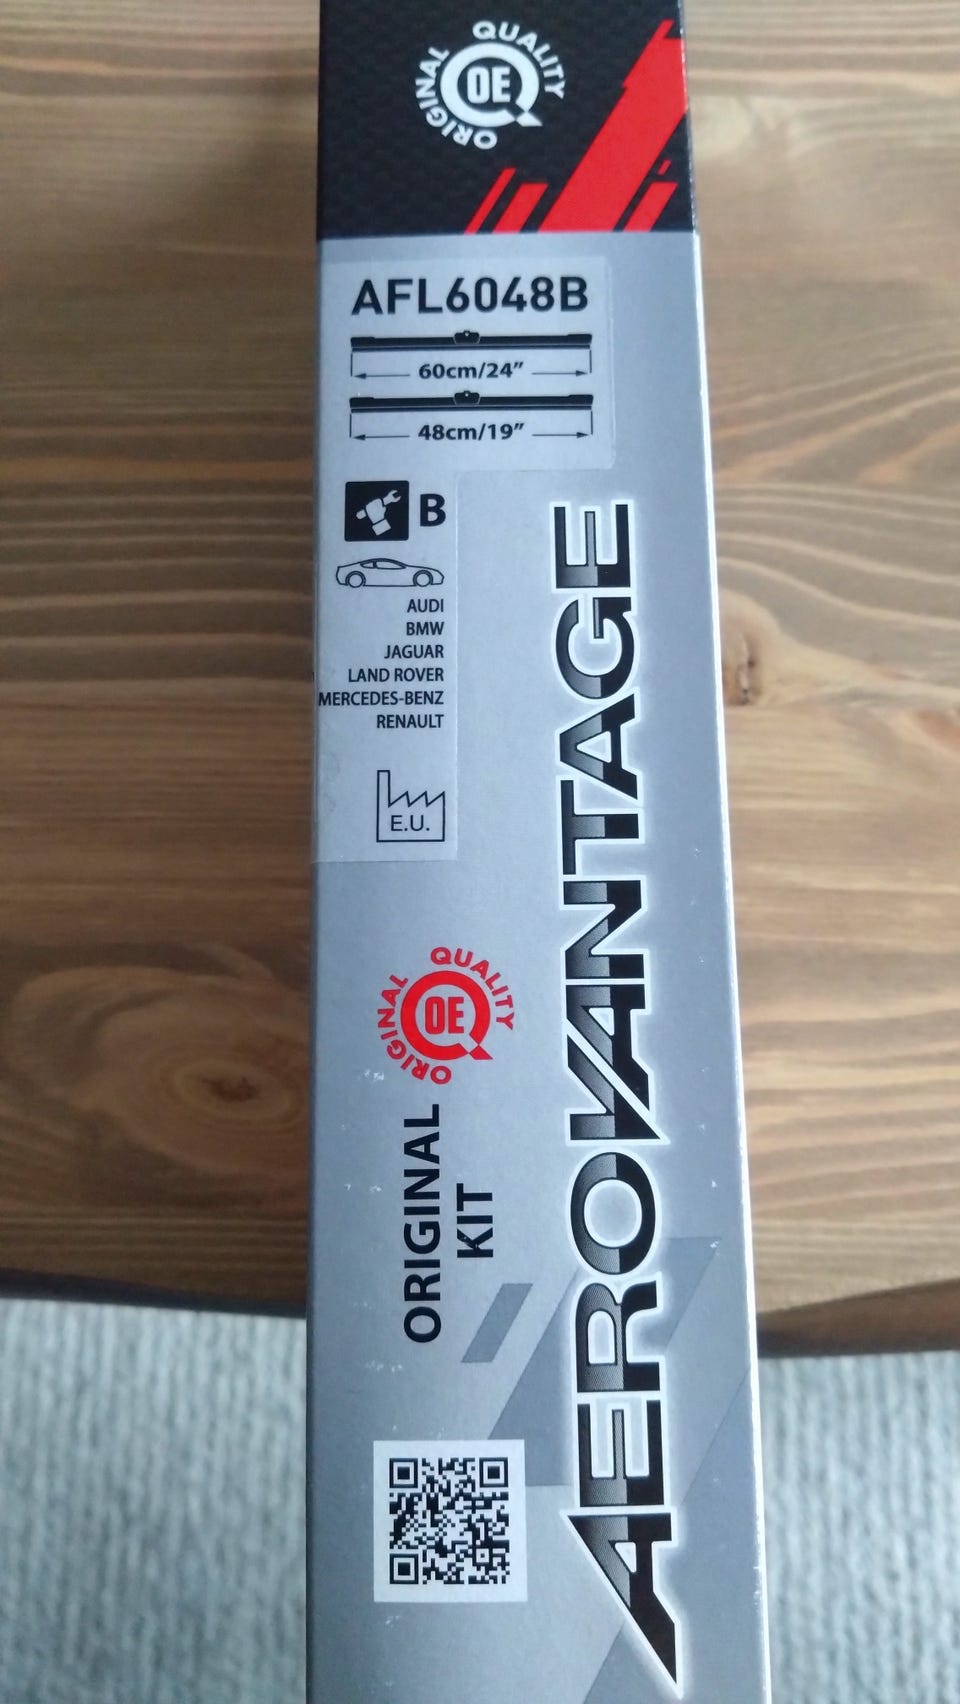 ORIGINAL QUALITY
OE
AFL6048B
60cm/24”
48cm/19”
B
AUDI
BMW
JAGUAR
LAND ROVER
MERCEDES-BENZ
RENAULT
E.U.
ORIGINAL QUALITY
OE
ORIGINAL
KIT
AEROVANTAGE